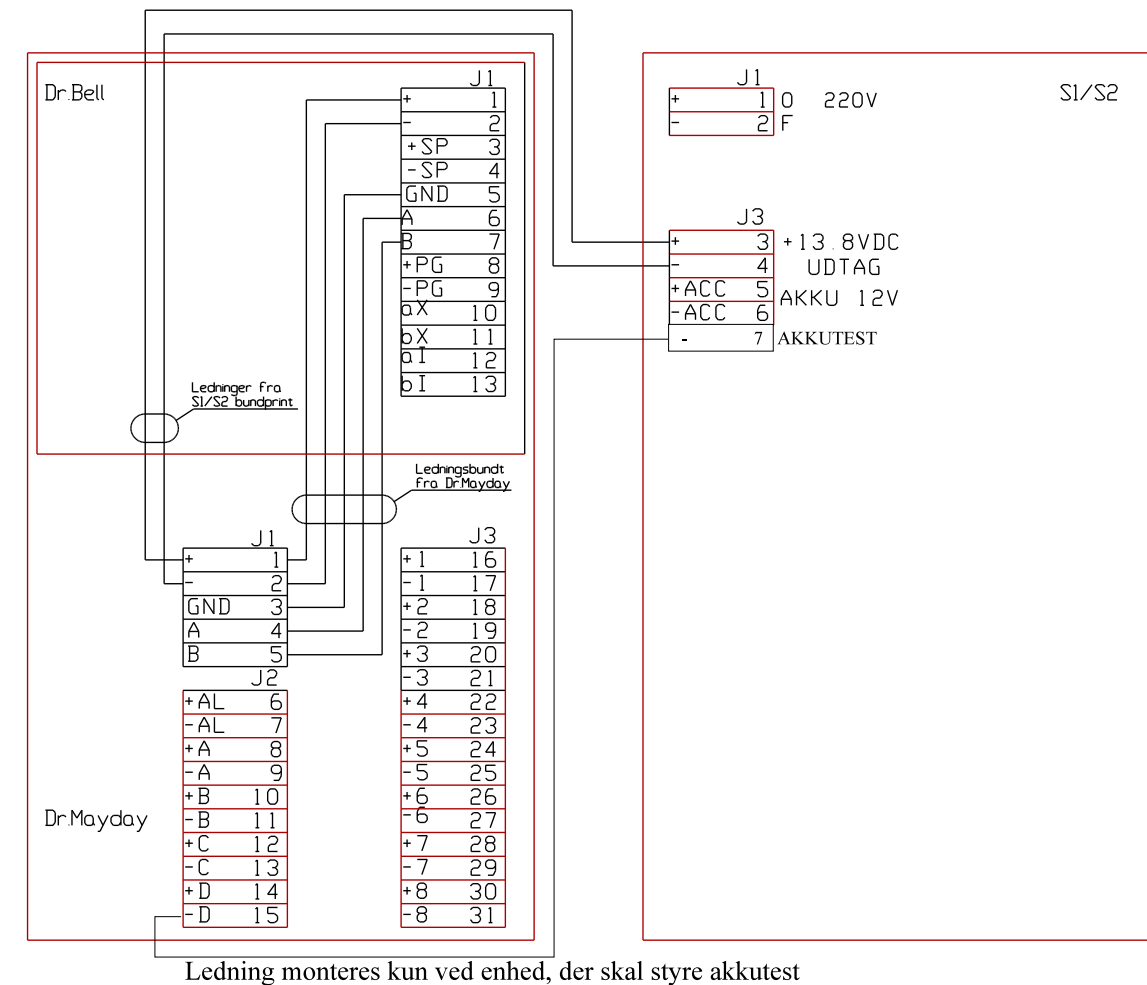 Dr.Bell
J1
+ 1
- 2
+SP 3
-SP 4
GND 5
A 6
B 7
+PG 8
-PG 9
aX 10
bX 11
aI 12
bI 13
Ledninger fra
S1/S2 bundprint
Ledningsbundt
fra Dr.Mayday
J1
+ 1
- 2
GND 3
A 4
B 5
J2
+AL 6
-AL 7
+A 8
-A 9
+B 10
-B 11
+C 12
-C 13
+D 14
-D 15
Dr.Mayday
J3
+1 16
-1 17
+2 18
-2 19
+3 20
-3 21
+4 22
-4 23
+5 24
-5 25
+6 26
-6 27
+7 28
-7 29
+8 30
-8 31
S1/S2
J1
+ 1 0 220V
- 2 F
J3
+ 3 +13.8VDC
- 4 UDTAG
+ACC 5 AKKU 12V
-ACC 6
- 7 AKKUTEST
Ledning monteres kun ved enhed, der skal styre akkutest